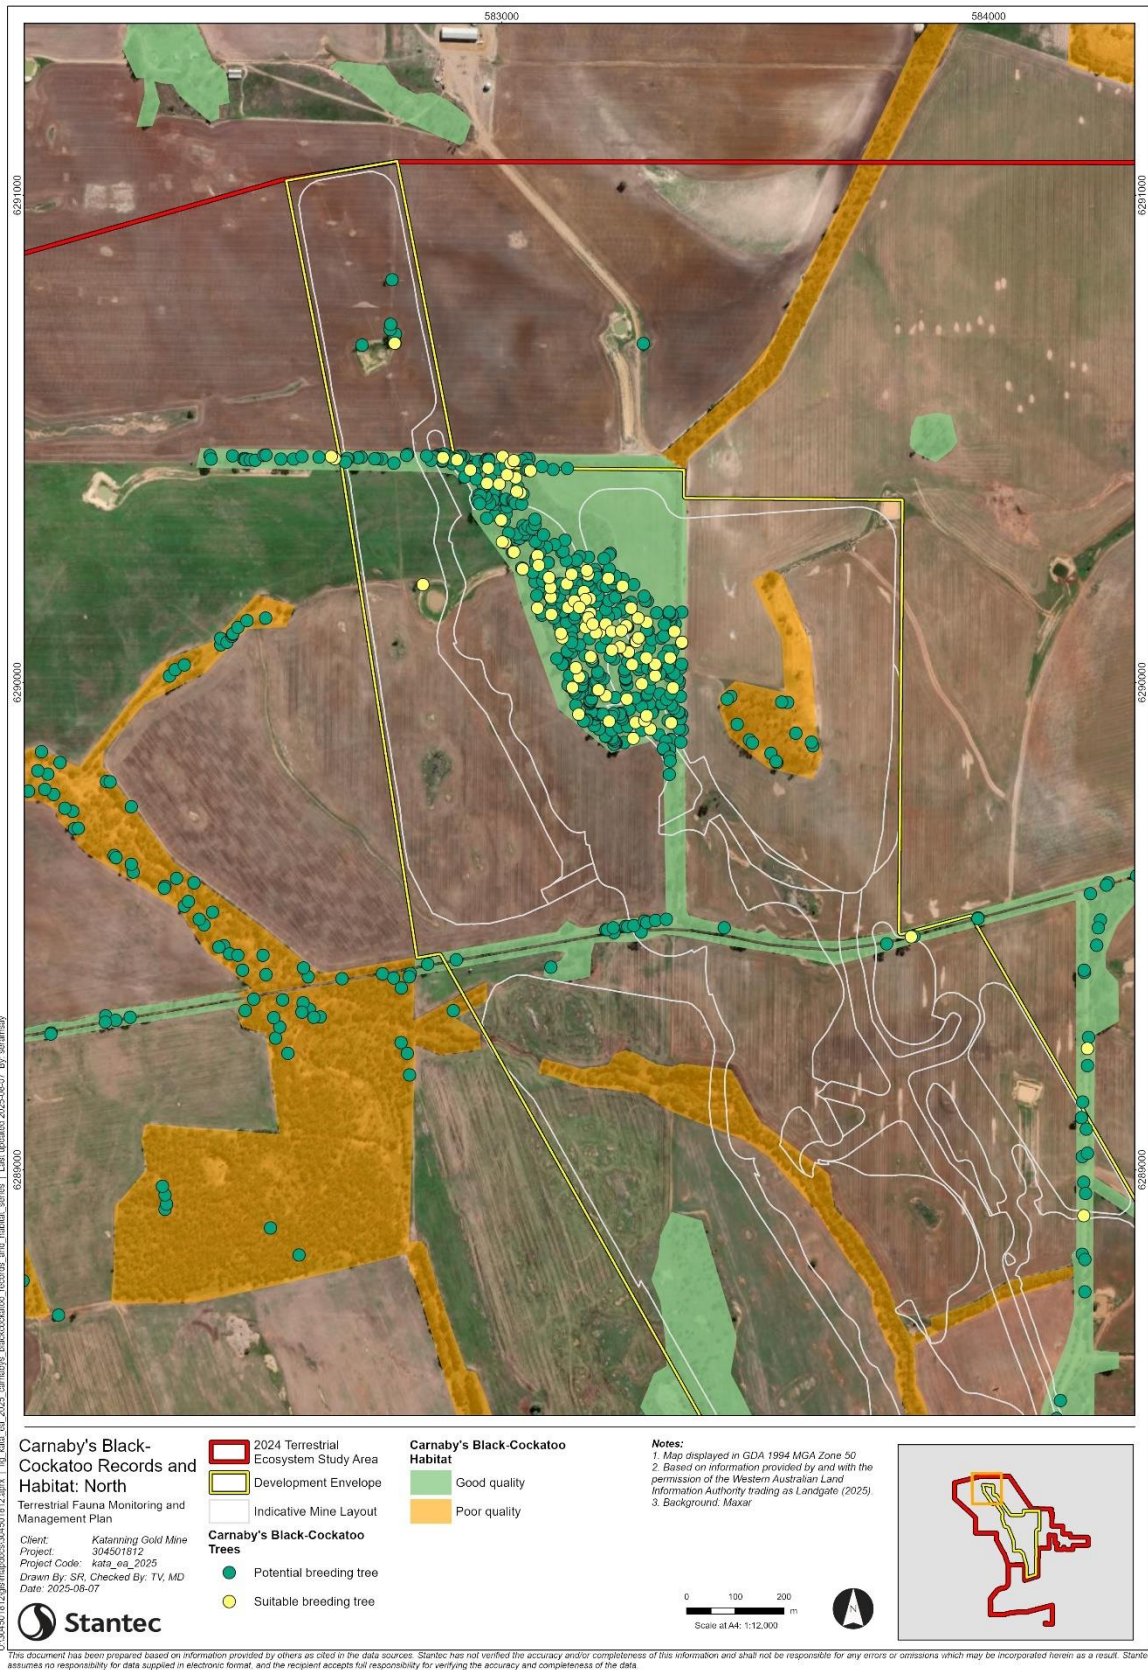 583000
584000
6291000
6291000
6290000
6290000
6289000
6289000
Carnaby's Black-
Cockatoo Records and
Habitat: North
Terrestrial Fauna Monitoring and
Management Plan
Client: Katanning Gold Mine
Project: 304501812
Project Code: kata_ea_2025
Drawn By: SR, Checked By: TV, MD
Date: 2025-08-07
Stantec
2024 Terrestrial
Ecosystem Study Area
Development Envelope
Indicative Mine Layout
Carnaby's Black-Cockatoo
Trees
Potential breeding tree
Suitable breeding tree
Carnaby's Black-Cockatoo
Habitat
Good quality
Poor quality
Notes:
1. Map displayed in GDA 1994 MGA Zone 50
2. Based on information provided by and with the
permission of the Western Australian Land
Information Authority trading as Landgate (2025).
3. Background: Maxar
0 100 200
m
Scale at A4: 1:12,000
N
This document has been prepared based on information provided by others as cited in the data sources. Stantec has not verified the accuracy and/or completeness of this information and shall not be responsible for any errors or omissions which may be incorporated herein as a result.
assumes no responsibility for data supplied in electronic format, and the recipient accepts full responsibility for verifying the accuracy and completeness of the data.